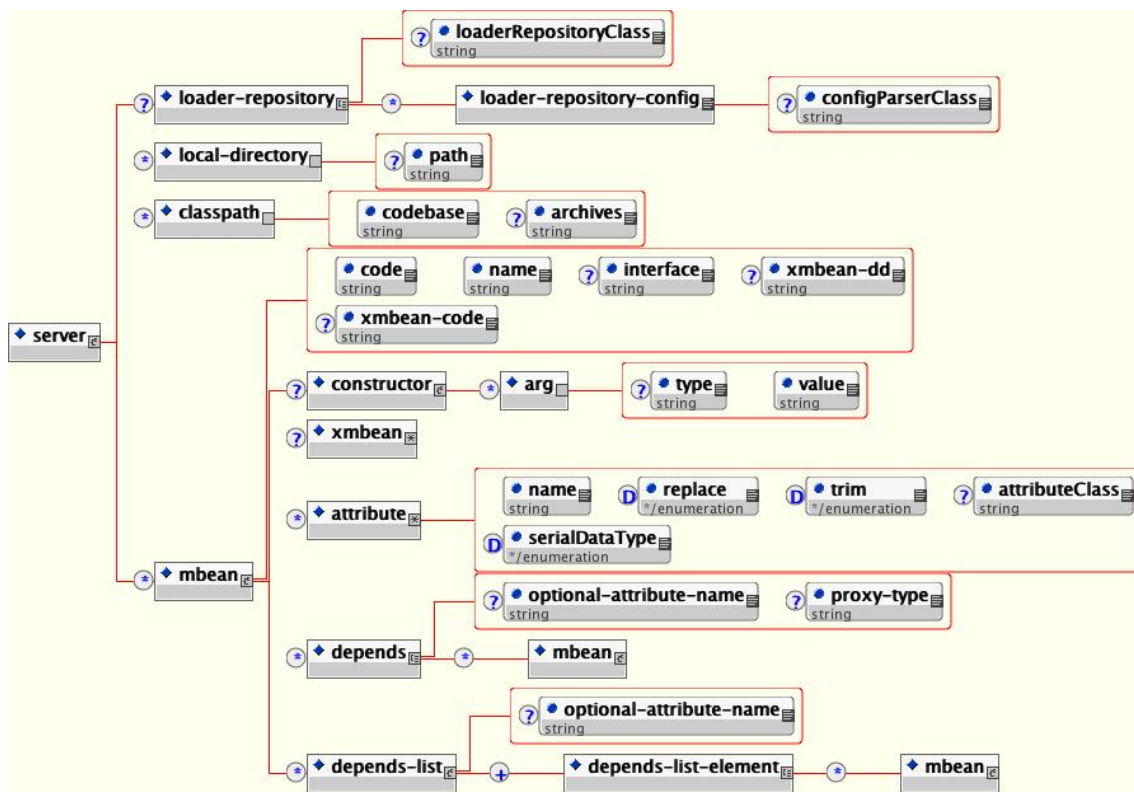 ? loaderRepositoryClass
string
? loader-repository * loader-repository-config ? configParserClass
string
* local-directory ? path
string
* classpath codebase ? archives
string string
code name ? interface ? xmbean-dd
string string string string
? xmbean-code
string
server
? constructor * arg ? type value
string string
? xmbean
name D replace D trim ? attributeClass
string */enumeration */enumeration string
* attribute
D serialDataType
*/enumeration
* mbean
? optional-attribute-name ? proxy-type
string string
* depends * mbean
? optional-attribute-name
string
* depends-list + depends-list-element * mbean